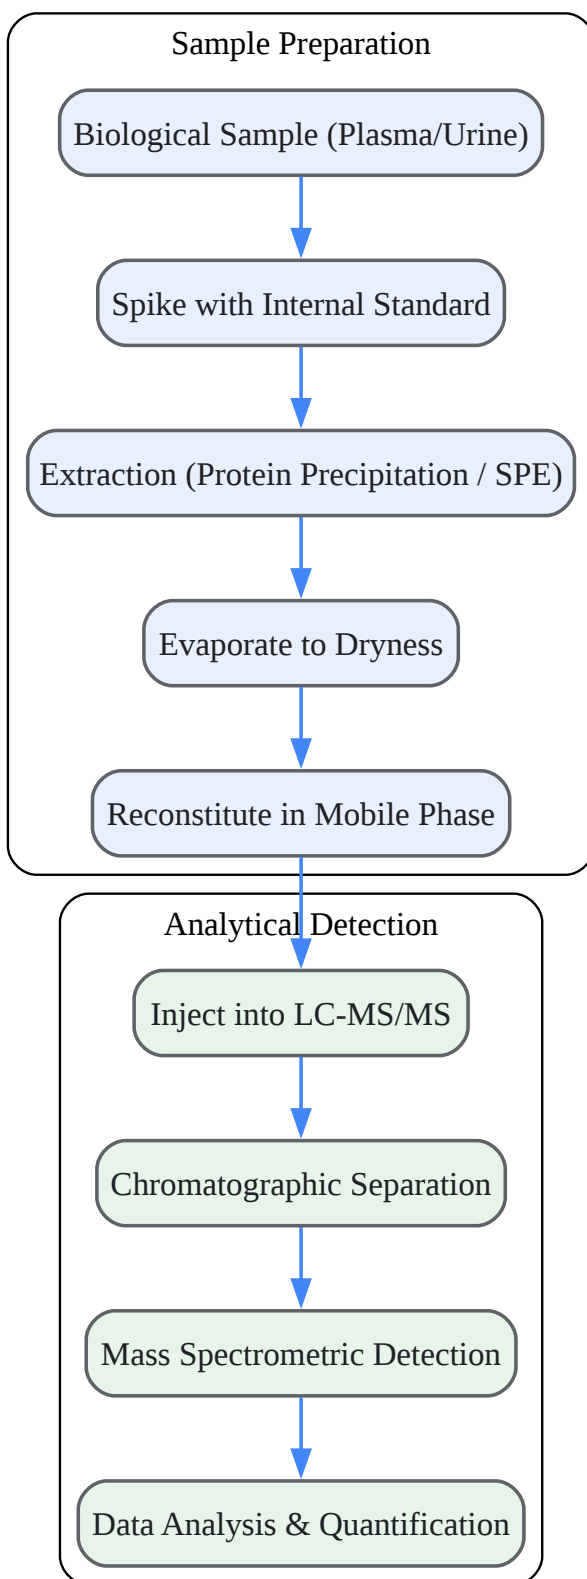 Sample Preparation
Biological Sample (Plasma/Urine)
Spike with Internal Standard
Extraction (Protein Precipitation / SPE)
Evaporate to Dryness
Reconstitute in Mobile Phase
Analytical Detection
Inject into LC-MS/MS
Chromatographic Separation
Mass Spectrometric Detection
Data Analysis & Quantification